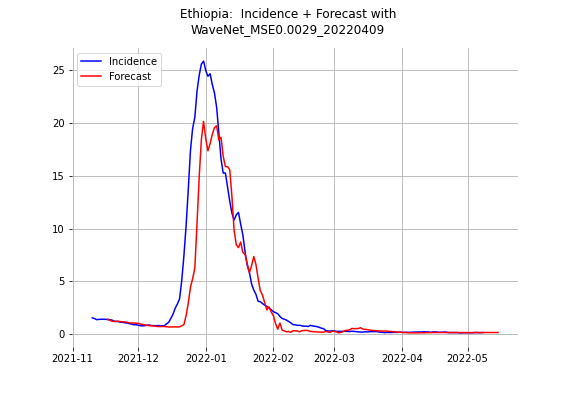 Ethiopia:  Incidence + Forecast with
WaveNet_MSE0.0029_20220409
Incidence
Forecast
25
20
15
10
5
0
2021-11 2021-12 2022-01 2022-02 2022-03 2022-04 2022-05